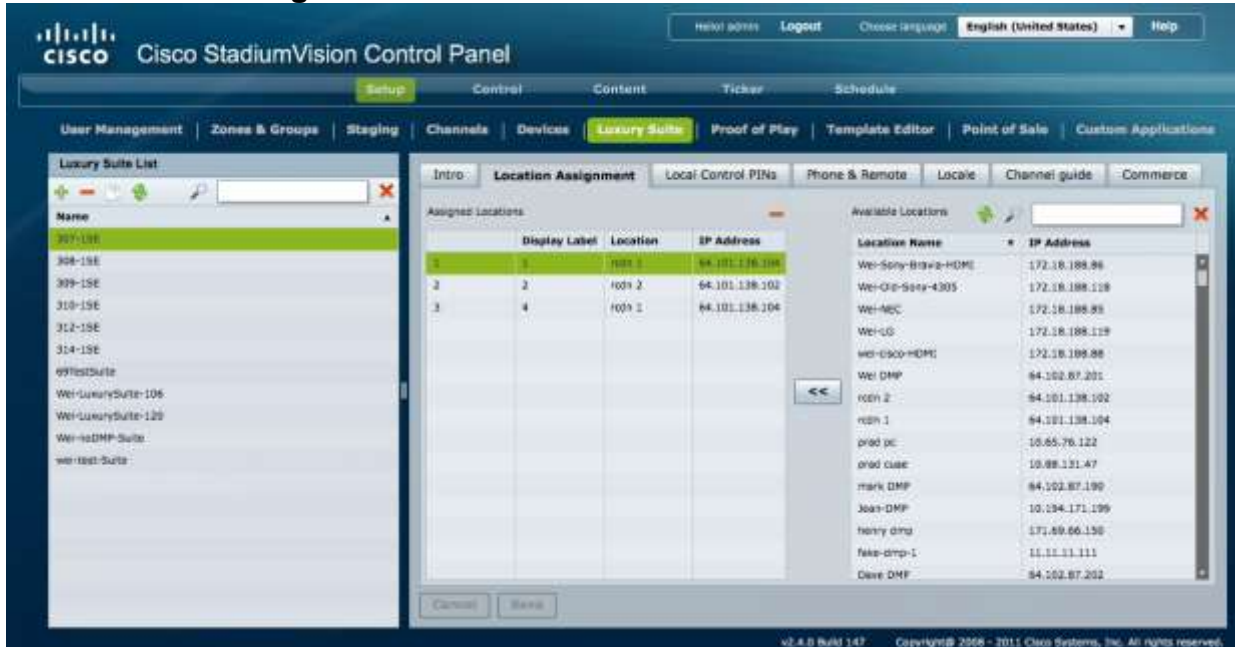 Hello! admin Logout Choose language English (United States) Help
CISCO Cisco StadiumVision Control Panel
Setup Control Content Ticker Schedule
User Management | Zones & Groups | Staging | Channels | Devices | Luxury Suite | Proof of Play | Template Editor | Point of Sale | Custom Applications
Luxury Suite List
Intro Location Assignment Local Control PINs Phone & Remote Locale Channel guide Commerce
Assigned Locations Available Locations
Name
Display Label Location IP Address
Location Name IP Address
307-1SE
308-1SE
309-1SE
310-1SE
312-1SE
314-1SE
69TestSuite
Wei-LuxurySuite-106
Wei-LuxurySuite-120
Wei-noDMP-Suite
wei-test-Suite
1 1 rcdn 1 64.101.138.104
2 2 rcdn 2 64.101.138.102
3 4 rcdn 1 64.101.138.104
<<
Wei-Sony-Bravia-HDMI 172.18.188.86
Wei-Old-Sony-4305 172.18.188.118
Wei-NEC 172.18.188.85
Wei-LG 172.18.188.119
wei-cisco-HDMI 172.18.188.88
Wei DMP 64.102.87.201
rcdn 2 64.101.138.102
rcdn 1 64.101.138.104
prad pc 10.65.76.122
prad cuae 10.88.131.47
mark DMP 64.102.87.190
Joan-DMP 10.194.171.199
henry dmp 171.69.66.150
fake-dmp-1 11.11.11.111
Dave DMP 64.102.87.202
Cancel Save
v2.4.0 Build 147 Copyright© 2008 - 2011 Cisco Systems, Inc. All rights reserved.